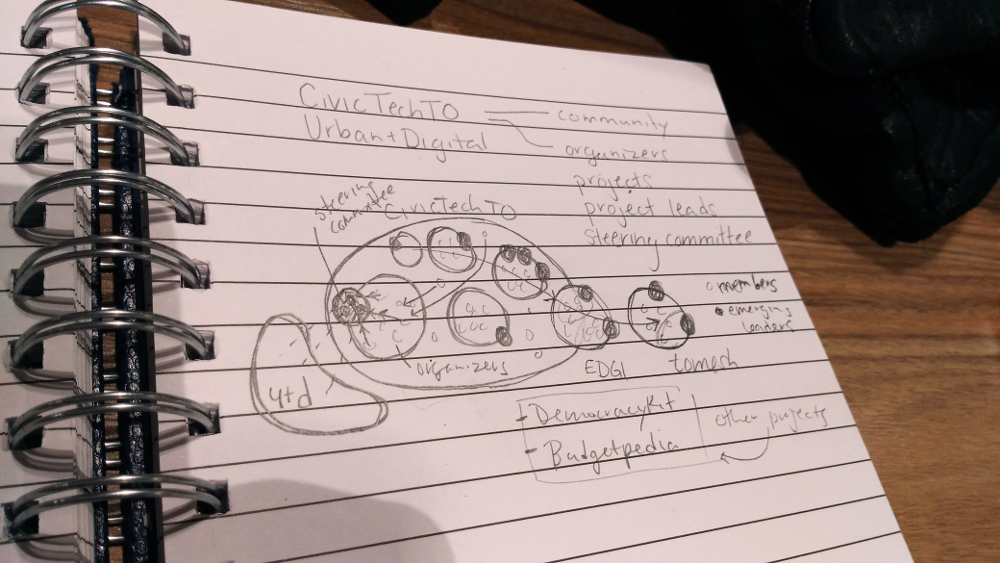 CivicTechTO
community
Urban+Digital
organizers
projects
project leads
steering committee
steering
committee
CivicTechTO
members
emerging
leaders
organizers
EDGI
tomesh
u+d
- DemocracyKit
- Budgetpedia
other projects